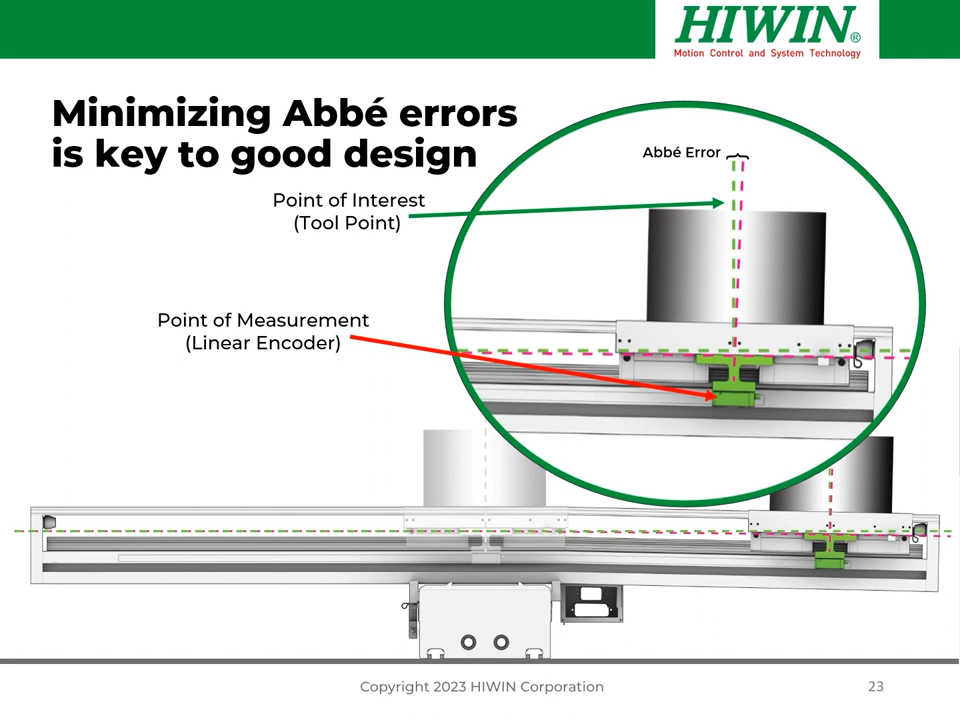 HIWIN®
Motion Control and System Technology
Minimizing Abbé errors
is key to good design
Abbé Error
Point of Interest
(Tool Point)
Point of Measurement
(Linear Encoder)
Copyright 2023 HIWIN Corporation
23